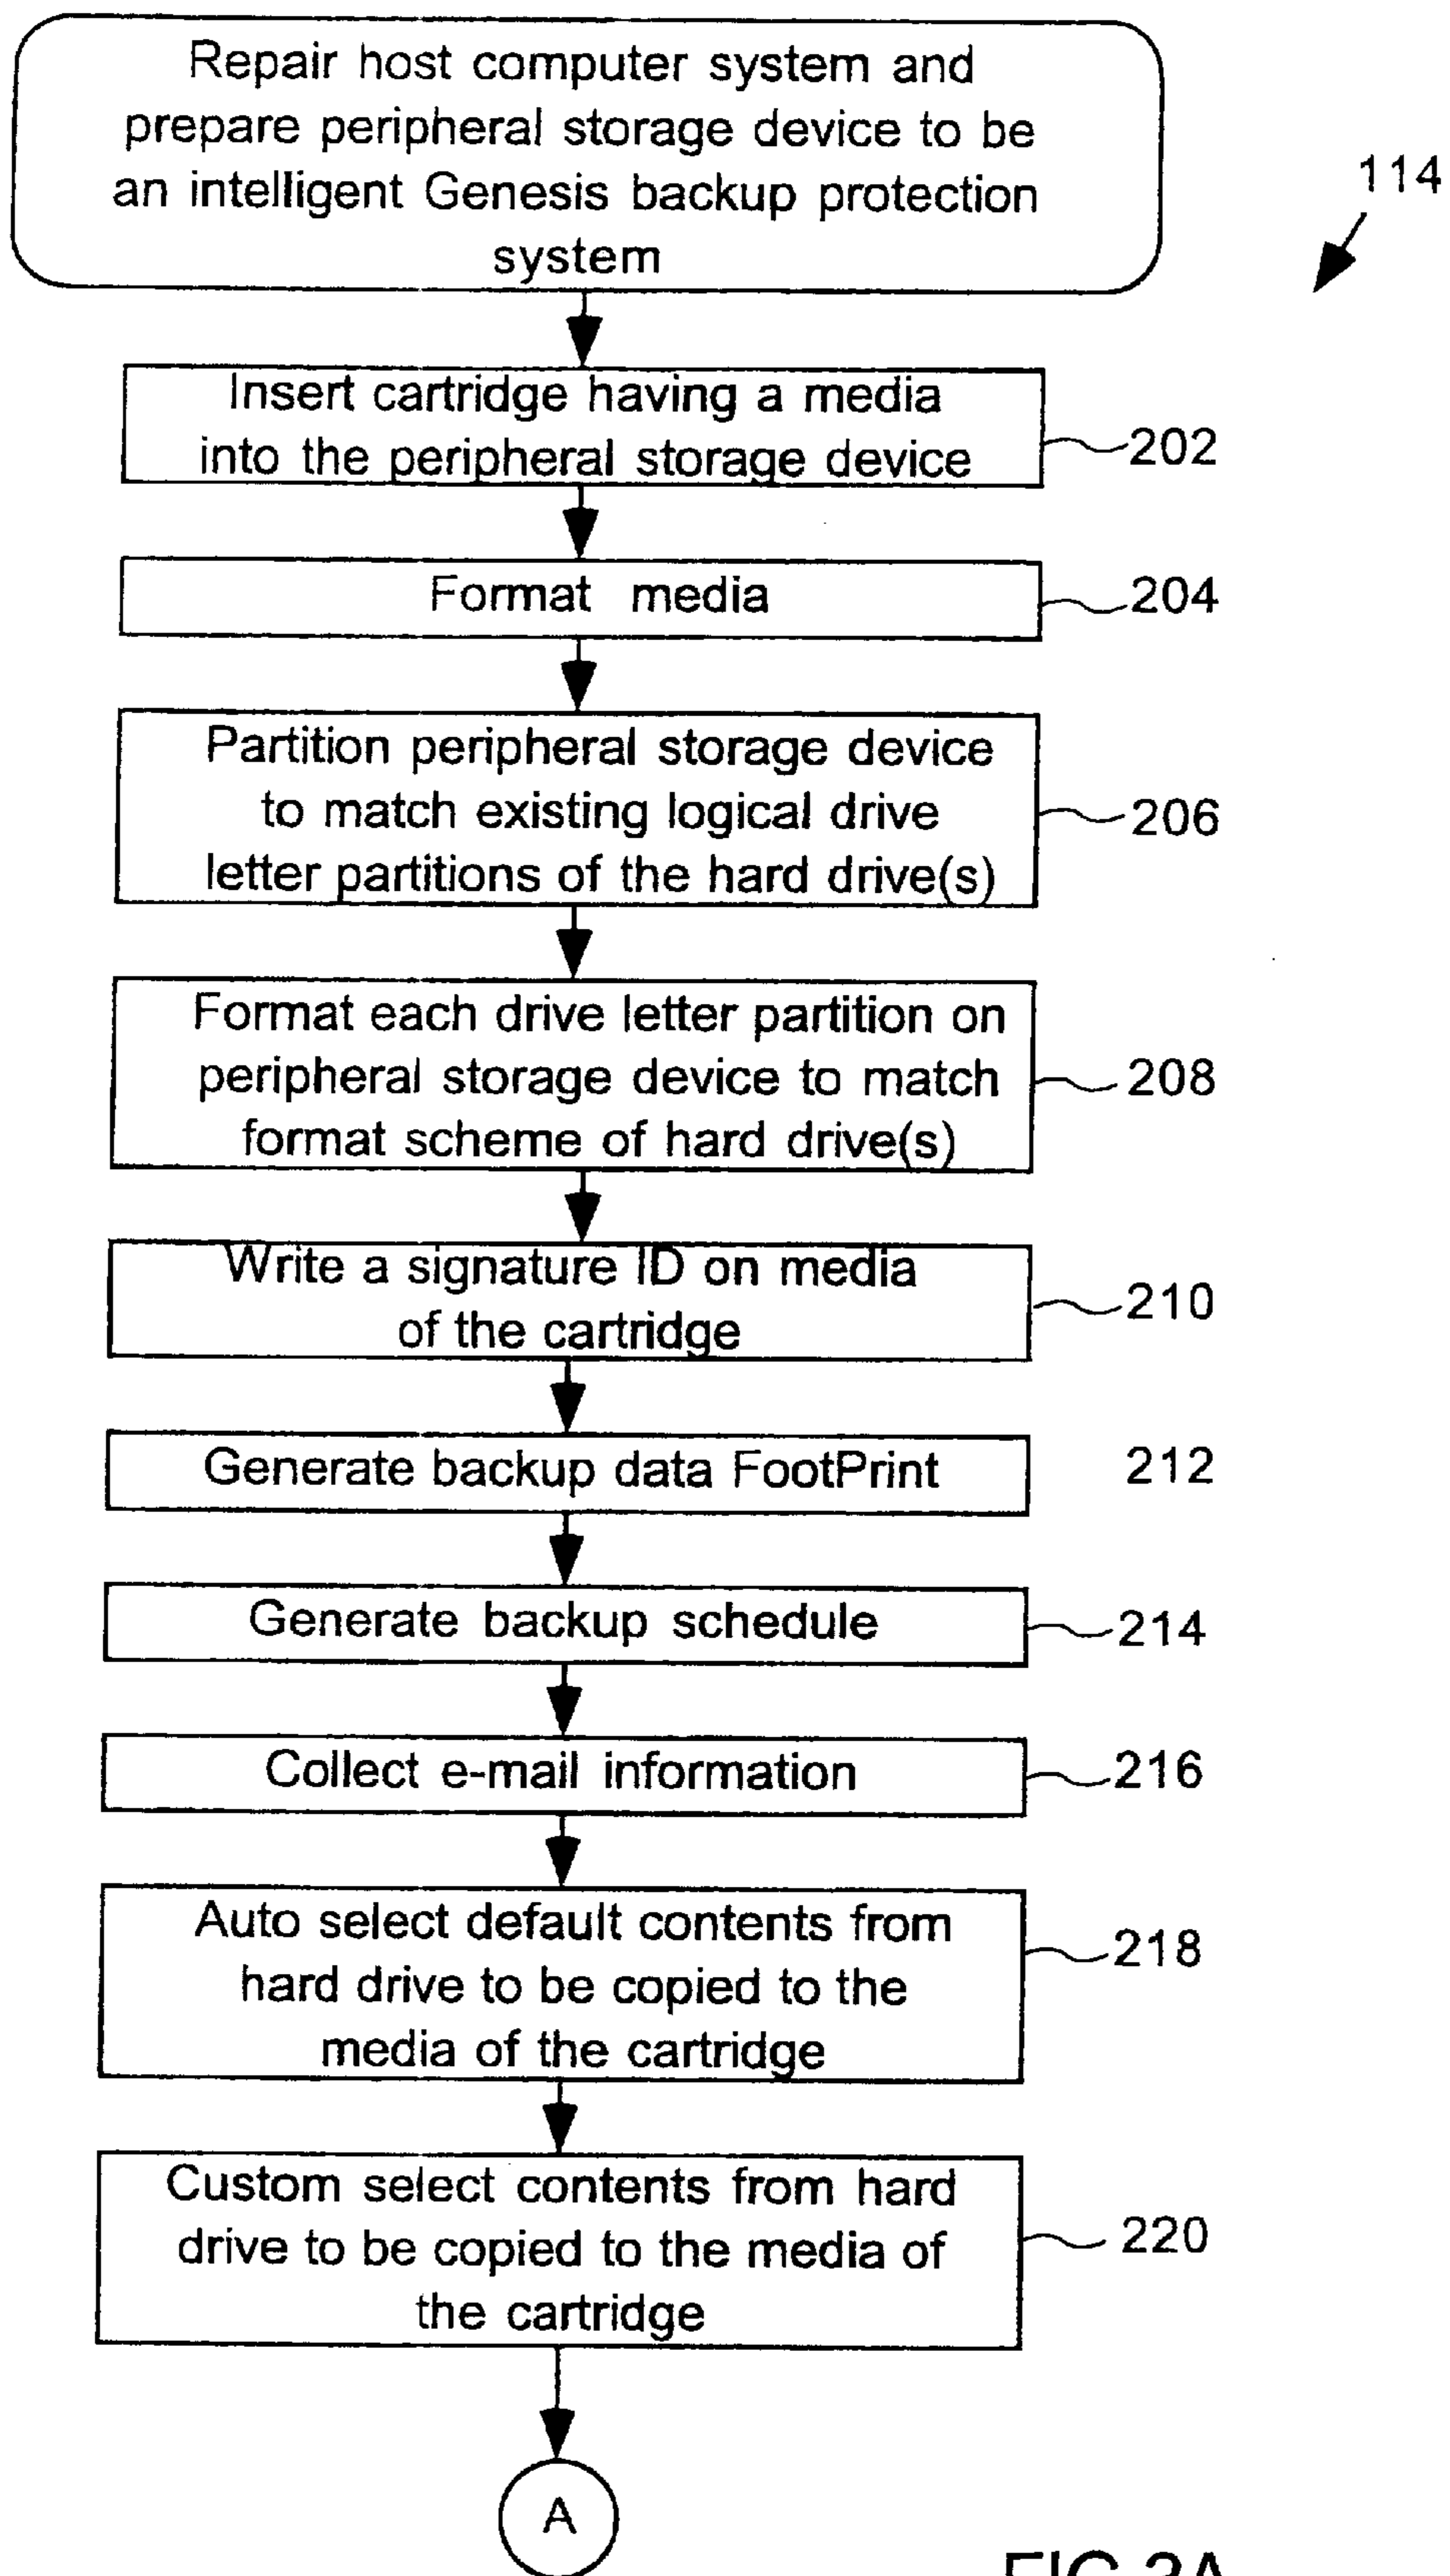 Repair host computer system and
prepare peripheral storage device to be
an intelligent Genesis backup protection
system
114
Insert cartridge having a media
into the peripheral storage device
202
Format media
204
Partition peripheral storage device
to match existing logical drive
letter partitions of the hard drive(s)
206
Format each drive letter partition on
peripheral storage device to match
format scheme of hard drive(s)
208
Write a signature ID on media
of the cartridge
210
Generate backup data FootPrint
212
Generate backup schedule
214
Collect e-mail information
216
Auto select default contents from
hard drive to be copied to the
media of the cartridge
218
Custom select contents from hard
drive to be copied to the media of
the cartridge
220
A